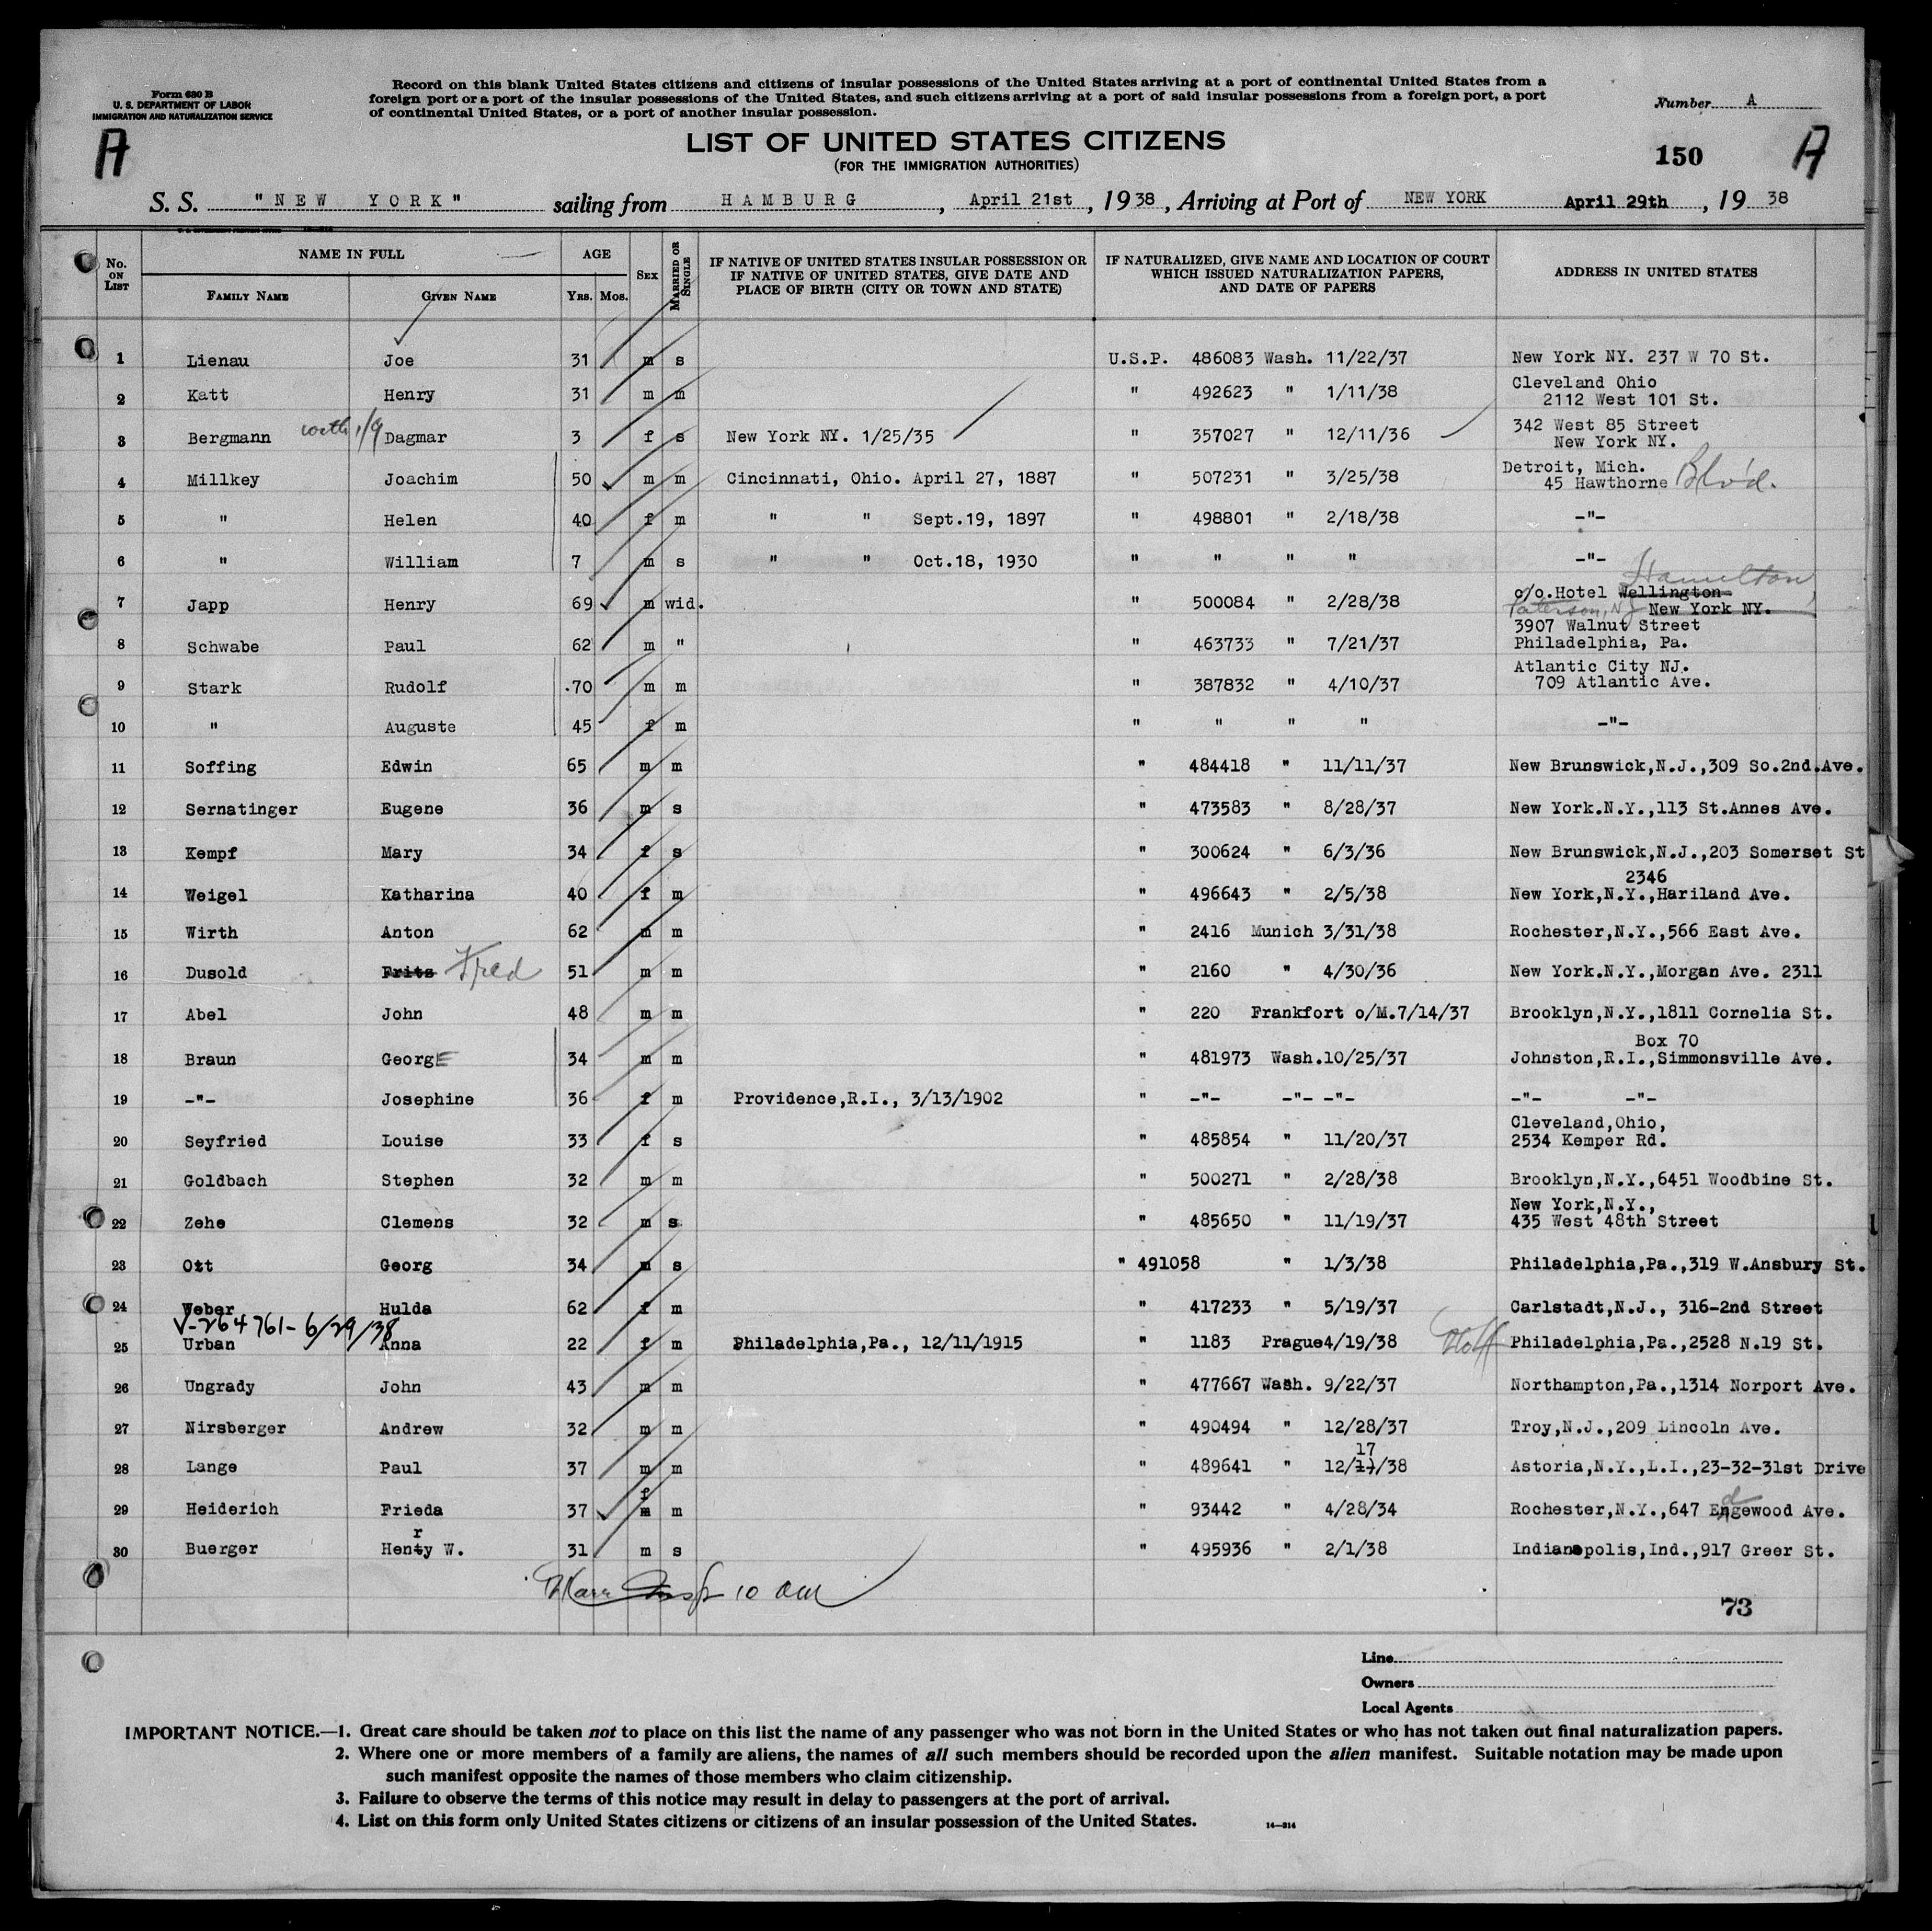 Form 630 B
U. S. DEPARTMENT OF LABOR
IMMIGRATION AND NATURALIZATION SERVICE
Record on this blank United States citizens and citizens of insular possessions of the United States arriving at a port of continental United States from a
foreign port or a port of the insular possessions of the United States, and such citizens arriving at a port of said insular possessions from a foreign port, a port
of continental United States, or a port of another insular possession.
Number A
A
LIST OF UNITED STATES CITIZENS
(FOR THE IMMIGRATION AUTHORITIES)
150
A
S. S. "NEW YORK" sailing from HAMBURG, April 21st, 1938, Arriving at Port of NEW YORK April 29th, 1938
No. ON LIST
NAME IN FULL
FAMILY NAME
GIVEN NAME
AGE
YRS. MOS.
SEX
MARRIED OR SINGLE
IF NATIVE OF UNITED STATES INSULAR POSSESSION OR
IF NATIVE OF UNITED STATES, GIVE DATE AND
PLACE OF BIRTH (CITY OR TOWN AND STATE)
IF NATURALIZED, GIVE NAME AND LOCATION OF COURT
WHICH ISSUED NATURALIZATION PAPERS,
AND DATE OF PAPERS
ADDRESS IN UNITED STATES
1 Lienau Joe 31 m s U.S.P. 486083 Wash. 11/22/37 New York NY. 237 W 70 St.
2 Katt Henry 31 m m " 492623 " 1/11/38 Cleveland Ohio
2112 West 101 St.
3 Bergmann with 1/9 Dagmar 3 f s New York NY. 1/25/35 " 357027 " 12/11/36 342 West 85 Street
New York NY.
4 Millkey Joachim 50 m m Cincinnati, Ohio. April 27, 1887 " 507231 " 3/25/38 Detroit, Mich.
45 Hawthorne Blvd.
5 " Helen 40 f m " " Sept.19, 1897 " 498801 " 2/18/38 -"-
6 " William 7 m s " " Oct.18, 1930 " " " " -"-
7 Japp Henry 69 m wid. " 500084 " 2/28/38 c/o.Hotel Wellington Hamilton
Paterson, NJ New York NY.
8 Schwabe Paul 62 m " " 463733 " 7/21/37 3907 Walnut Street
Philadelphia, Pa.
9 Stark Rudolf .70 m m " 387832 " 4/10/37 Atlantic City NJ.
709 Atlantic Ave.
10 " Auguste 45 f m " " " " -"-
11 Soffing Edwin 65 m m " 484418 " 11/11/37 New Brunswick,N.J.,309 So.2nd.Ave.
12 Sernatinger Eugene 36 m s " 473583 " 8/28/37 New York.N.Y.,113 St.Annes Ave.
13 Kempf Mary 34 f s " 300624 " 6/3/36 New Brunswick,N.J.,203 Somerset St
2346
14 Weigel Katharina 40 f m " 496643 " 2/5/38 New York,N.Y.,Hariland Ave.
15 Wirth Anton 62 m m " 2416 Munich 3/31/38 Rochester,N.Y.,566 East Ave.
16 Dusold Frits Fred 51 m m " 2160 " 4/30/36 New York.N.Y.,Morgan Ave. 2311
17 Abel John 48 m m " 220 Frankfort o/M.7/14/37 Brooklyn,N.Y.,1811 Cornelia St.
Box 70
18 Braun GeorgE 34 m m " 481973 Wash.10/25/37 Johnston,R.I.,Simmonsville Ave.
19 -"- Josephine 36 f m Providence,R.I., 3/13/1902 " -"- -"- -"- -"- -"-
20 Seyfried Louise 33 f s " 485854 " 11/20/37 Cleveland,Ohio,
2534 Kemper Rd.
21 Goldbach Stephen 32 m m " 500271 " 2/28/38 Brooklyn,N.Y.,6451 Woodbine St.
22 Zehe Clemens 32 m s " 485650 " 11/19/37 New York,N.Y.,
435 West 48th Street
23 Ott Georg 34 m s " 491058 " 1/3/38 Philadelphia,Pa.,319 W.Ansbury St.
24 Weber Hulda 62 f m " 417233 " 5/19/37 Carlstadt,N.J., 316-2nd Street
V-264761-6/29/38
25 Urban Anna 22 f m Philadelphia,Pa., 12/11/1915 " 1183 Prague4/19/38 Philadelphia,Pa.,2528 N.19 St.
26 Ungrady John 43 m m " 477667 Wash. 9/22/37 Northampton,Pa.,1314 Norport Ave.
27 Nirsberger Andrew 32 m m " 490494 " 12/28/37 Troy,N.J.,209 Lincoln Ave.
17
28 Lange Paul 37 m m " 489641 " 12/17/38 Astoria,N.Y.,L.I.,23-32-31st Drive
f
29 Heiderich Frieda 37 m m " 93442 " 4/28/34 Rochester,N.Y.,647 Engewood Ave.
d
r
30 Buerger Henty W. 31 m s " 495936 " 2/1/38 Indianapolis,Ind.,917 Greer St.
Insp 10 am
73
Line
Owners
Local Agents
IMPORTANT NOTICE.—1. Great care should be taken not to place on this list the name of any passenger who was not born in the United States or who has not taken out final naturalization papers.
2. Where one or more members of a family are aliens, the names of all such members should be recorded upon the alien manifest. Suitable notation may be made upon
such manifest opposite the names of those members who claim citizenship.
3. Failure to observe the terms of this notice may result in delay to passengers at the port of arrival.
4. List on this form only United States citizens or citizens of an insular possession of the United States.
14—314